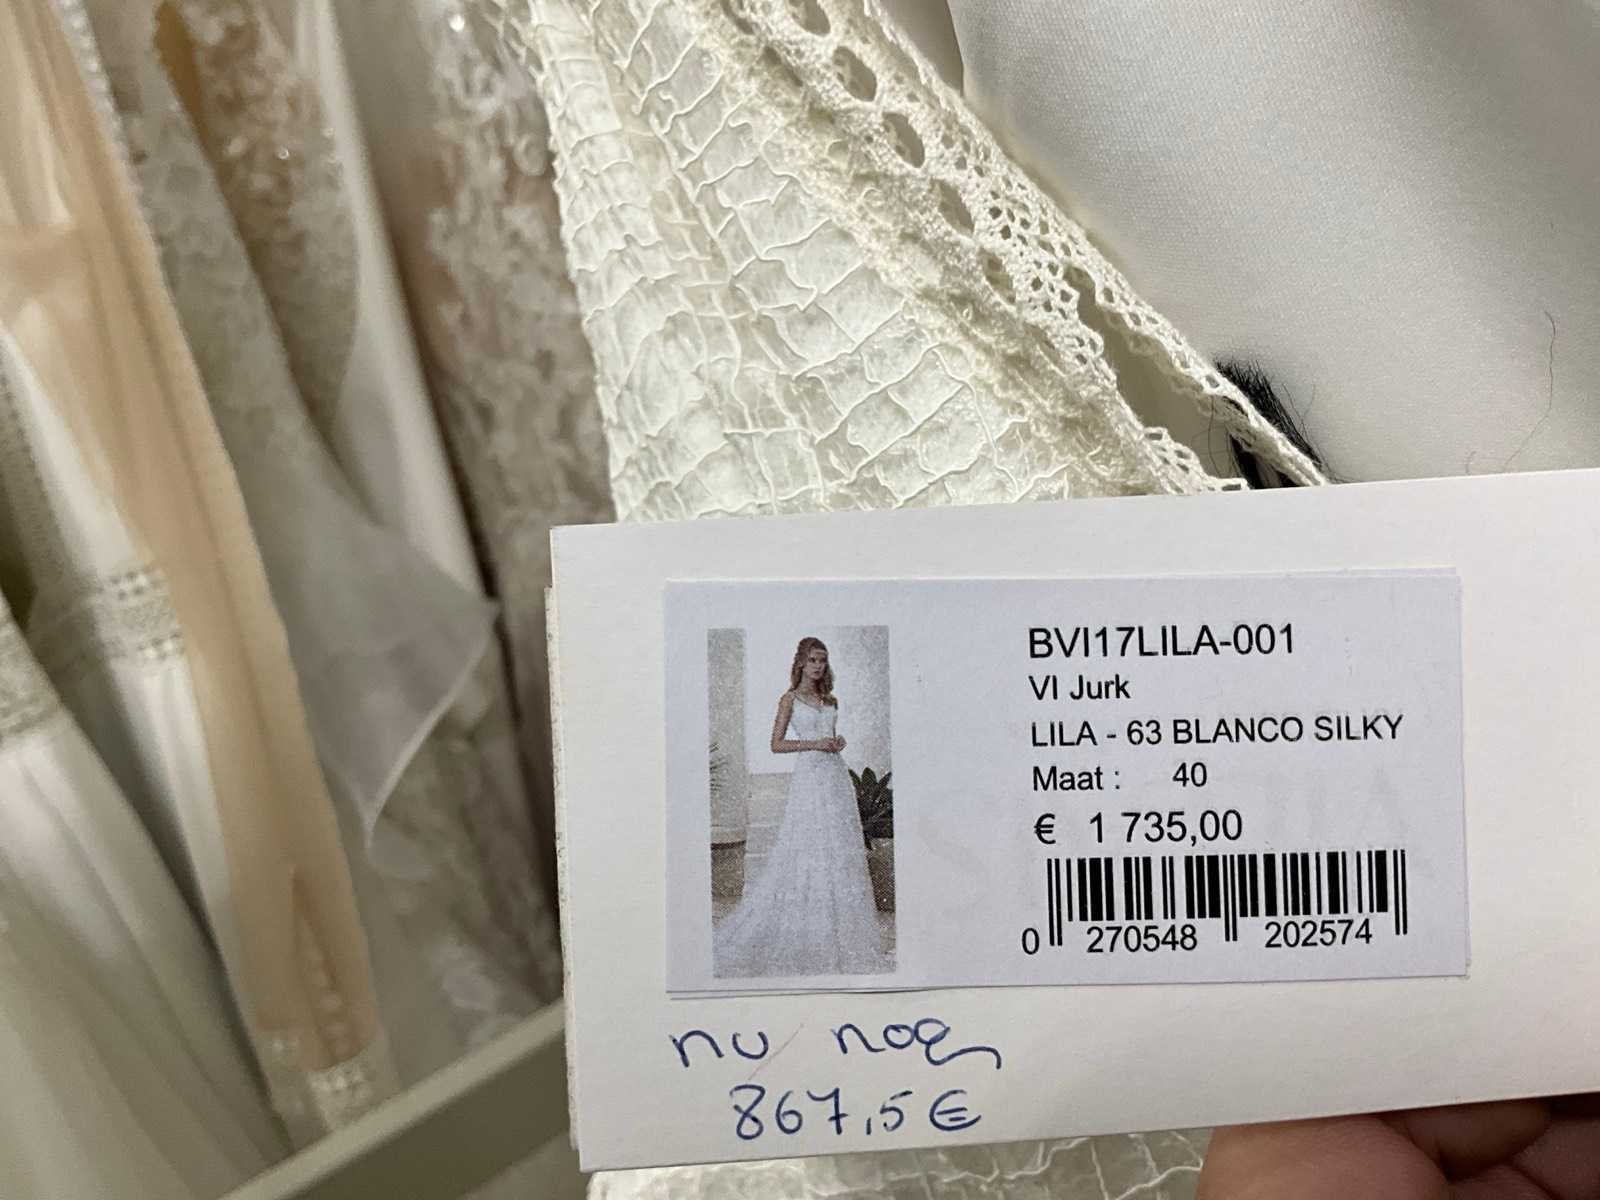 BVI17LILA-001
VI Jurk
LILA - 63 BLANCO SILKY
Maat : 40
€ 1 735,00
0 270548 202574
nu nog
867,5€